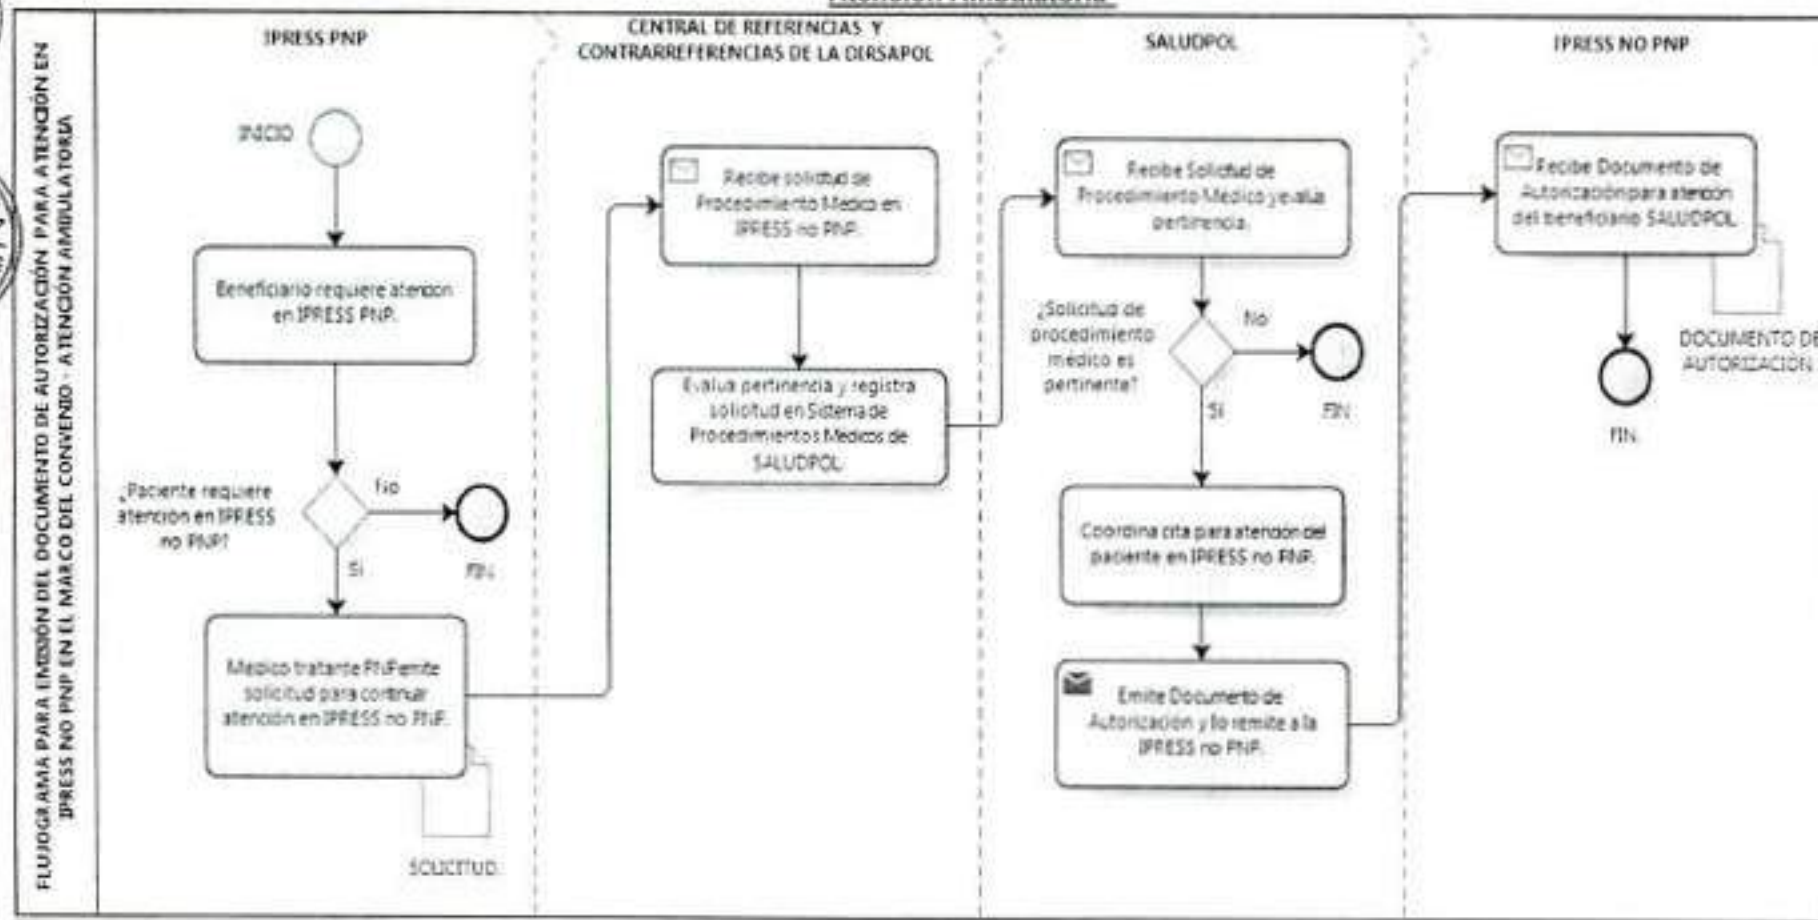 Atención Ambulatoria
FLUJOGRAMA PARA EMISIÓN DEL DOCUMENTO DE AUTORIZACIÓN PARA ATENCIÓN EN
IPRESS NO PNP EN EL MARCO DEL CONVENIO - ATENCIÓN AMBULATORIA
IPRESS PNP
INICIO
Beneficiario requiere atencion
en IPRESS PNP.
¿Paciente requiere
atención en IPRESS
no PNP?
No
FIN
Si
Medico tratante PNP emite
solicitud para continuar
atención en IPRESS no PNP.
SOLICITUD
CENTRAL DE REFERENCIAS Y
CONTRARREFERENCIAS DE LA DIRSAPOL
Recibe solicitud de
Procedimiento Medico en
IPRESS no PNP.
Evalua pertinencia y registra
solicitud en Sistema de
Procedimientos Medicos de
SALUDPOL
SALUDPOL
Recibe Solicitud de
Procedimiento Medico y evalua
pertinencia.
¿Solicitud de
procedimiento
médico es
pertinente?
No
FIN
Si
Coordina cita para atencion del
paciente en IPRESS no PNP.
Emite Documento de
Autorización y lo remite a la
IPRESS no PNP.
IPRESS NO PNP
Recibe Documento de
Autorización para atención
del beneficiario SALUDPOL
DOCUMENTO DE
AUTORIZACION
FIN.